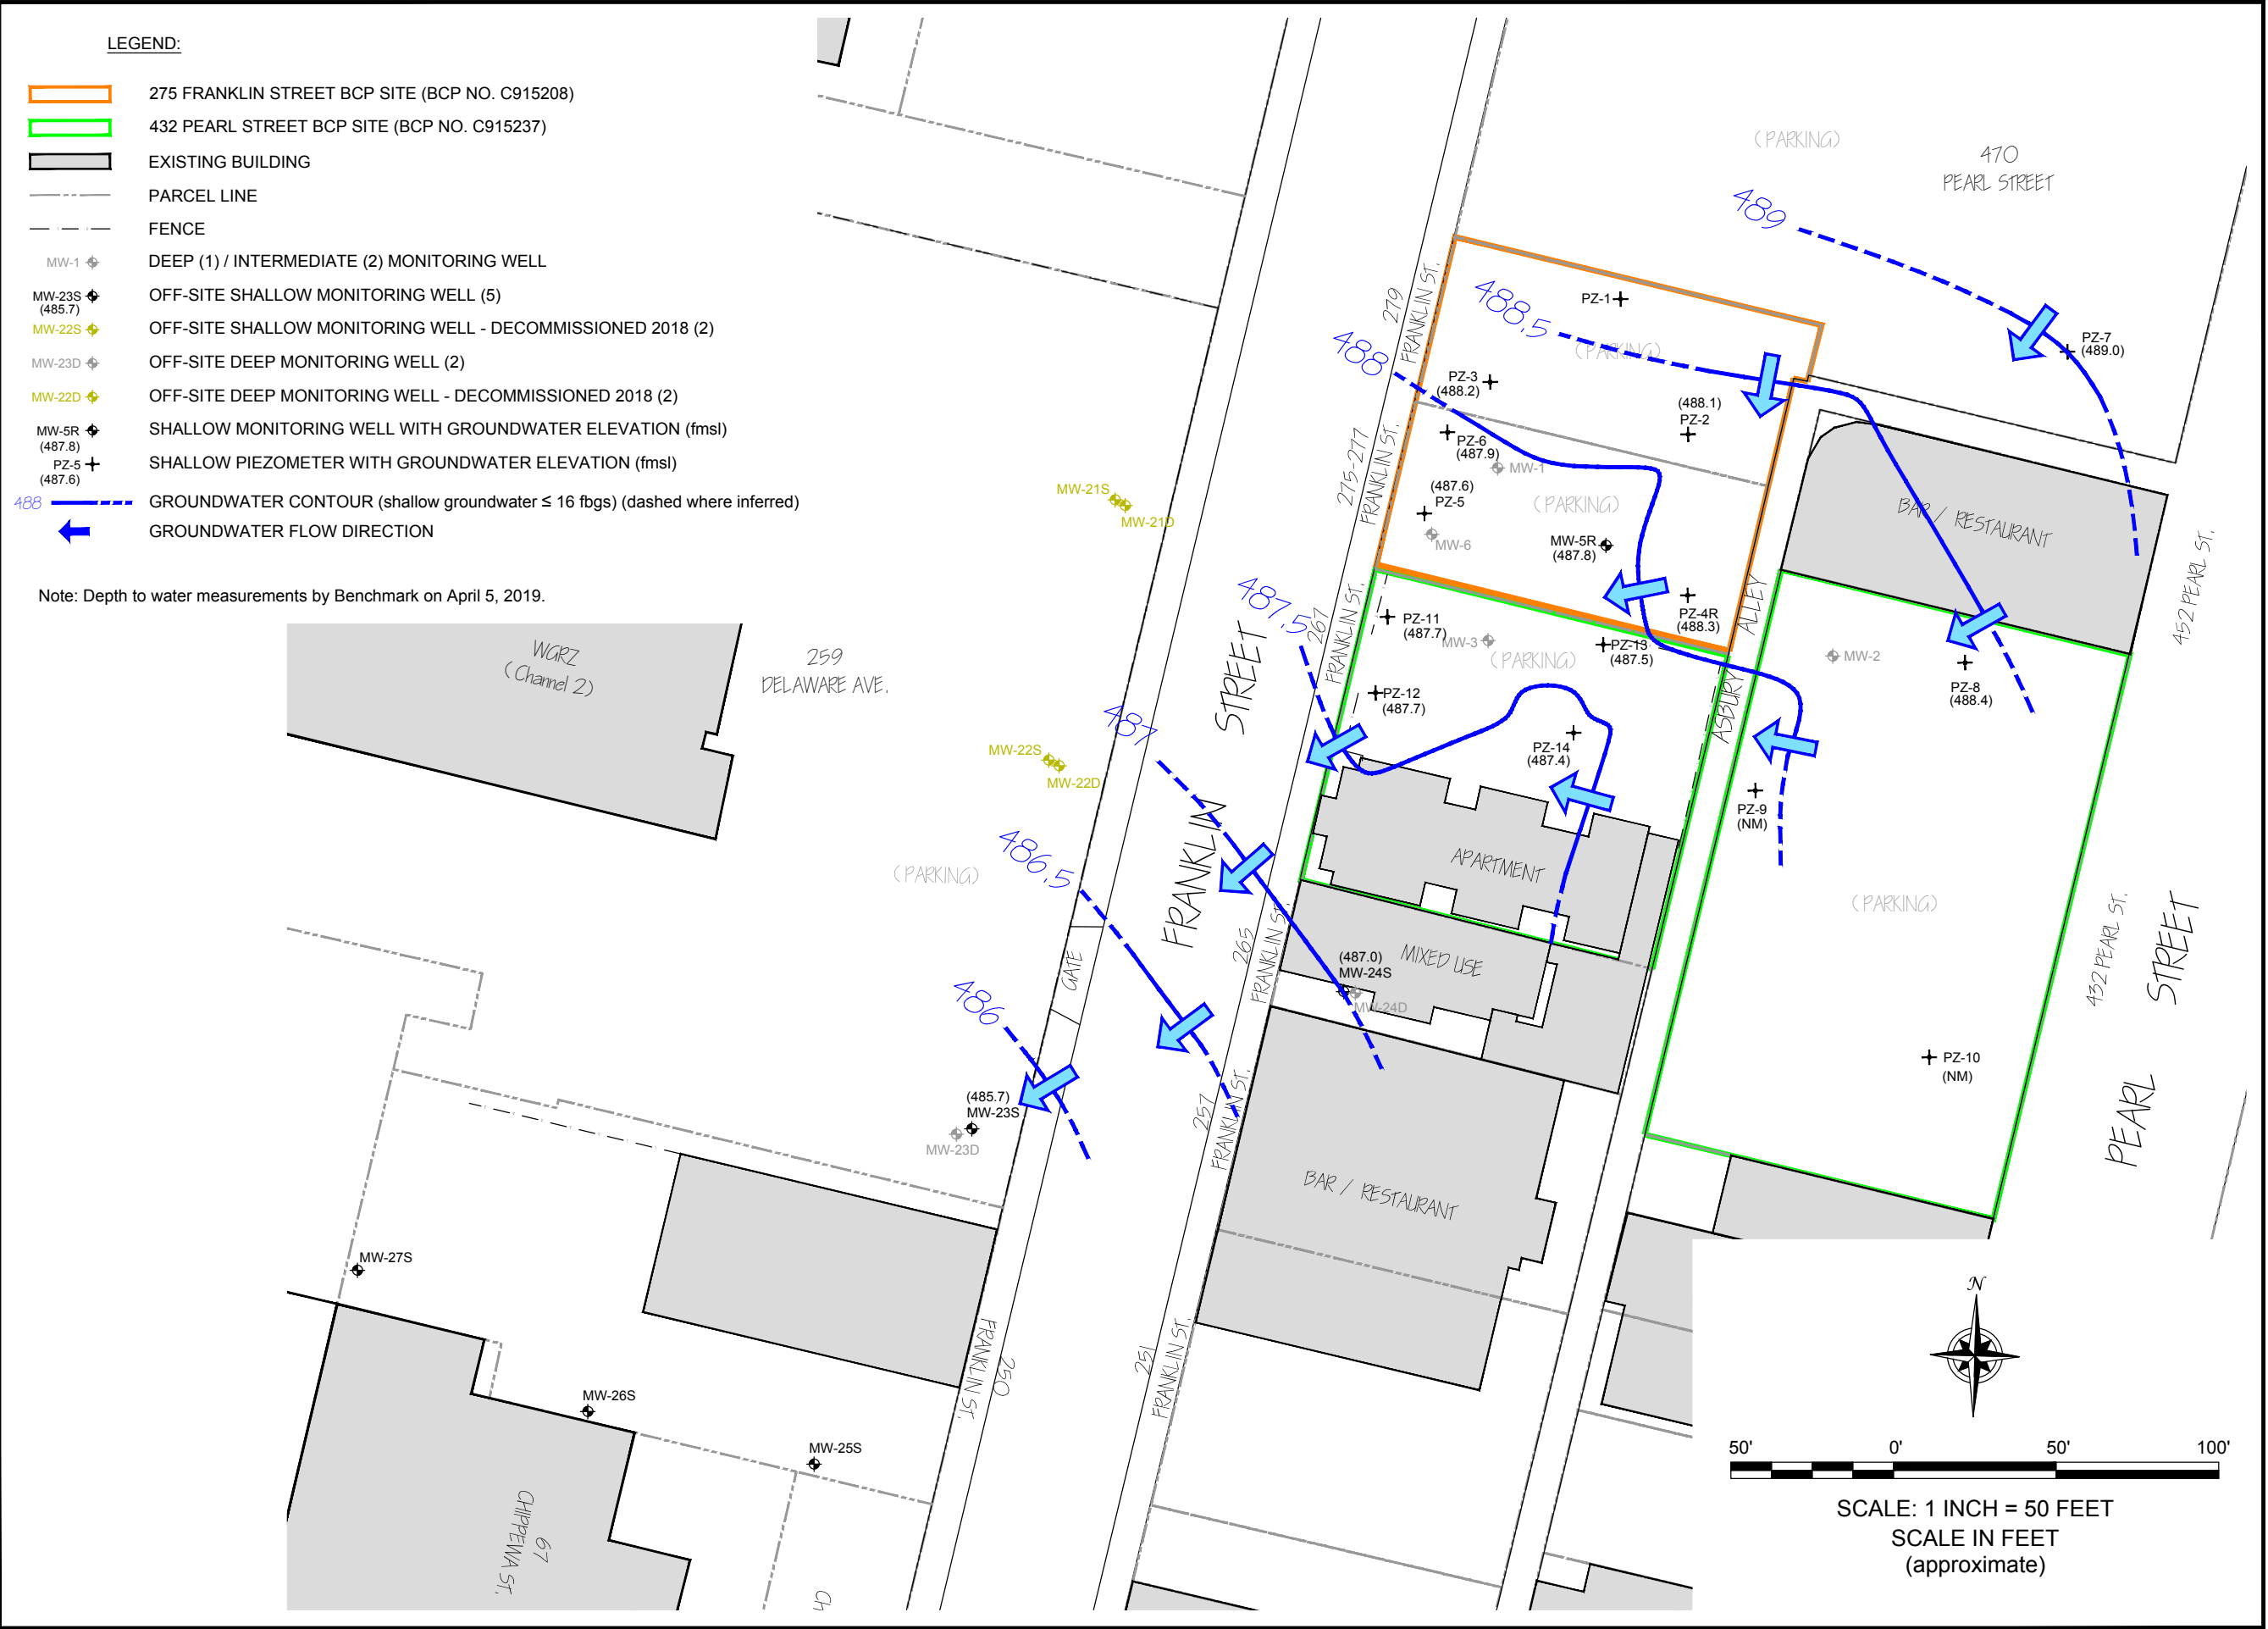 LEGEND:
275 FRANKLIN STREET BCP SITE (BCP NO. C915208)
432 PEARL STREET BCP SITE (BCP NO. C915237)
EXISTING BUILDING
PARCEL LINE
FENCE
MW-1 DEEP (1) / INTERMEDIATE (2) MONITORING WELL
MW-23S OFF-SITE SHALLOW MONITORING WELL (5)
(485.7)
MW-22S OFF-SITE SHALLOW MONITORING WELL - DECOMMISSIONED 2018 (2)
MW-23D OFF-SITE DEEP MONITORING WELL (2)
MW-22D OFF-SITE DEEP MONITORING WELL - DECOMMISSIONED 2018 (2)
MW-5R SHALLOW MONITORING WELL WITH GROUNDWATER ELEVATION (fmsl)
(487.8)
PZ-5 SHALLOW PIEZOMETER WITH GROUNDWATER ELEVATION (fmsl)
(487.6)
488 GROUNDWATER CONTOUR (shallow groundwater ≤ 16 fbgs) (dashed where inferred)
GROUNDWATER FLOW DIRECTION
Note: Depth to water measurements by Benchmark on April 5, 2019.
(PARKING)
470
PEARL STREET
489
488.5
488
279
FRANKLIN ST.
PZ-1
(PARKING)
PZ-7
(489.0)
PZ-3
(488.2)
(488.1)
PZ-2
275-277
FRANKLIN ST.
PZ-6
(487.9)
MW-1
(487.6)
PZ-5
(PARKING)
MW-6
MW-5R
(487.8)
BAR / RESTAURANT
452 PEARL ST.
MW-21S
MW-21D
487.5
267
FRANKLIN ST.
PZ-11
(487.7)
MW-3
(PARKING)
PZ-4R
(488.3)
PZ-13
(487.5)
ASBURY ALLEY
MW-2
PZ-8
(488.4)
PZ-12
(487.7)
PZ-14
(487.4)
PZ-9
(NM)
WGRZ
(Channel 2)
259
DELAWARE AVE.
487
MW-22S
MW-22D
FRANKLIN STREET
486.5
(PARKING)
APARTMENT
(PARKING)
265
FRANKLIN ST.
(487.0)
MW-24S
MW-24D
MIXED USE
432 PEARL ST.
PEARL STREET
GATE
486
(485.7)
MW-23S
MW-23D
257
FRANKLIN ST.
PZ-10
(NM)
BAR / RESTAURANT
MW-27S
MW-26S
MW-25S
250
FRANKLIN ST.
251
FRANKLIN ST.
67
CHIPPEWA ST.
CH
N
50' 0' 50' 100'
SCALE: 1 INCH = 50 FEET
SCALE IN FEET
(approximate)